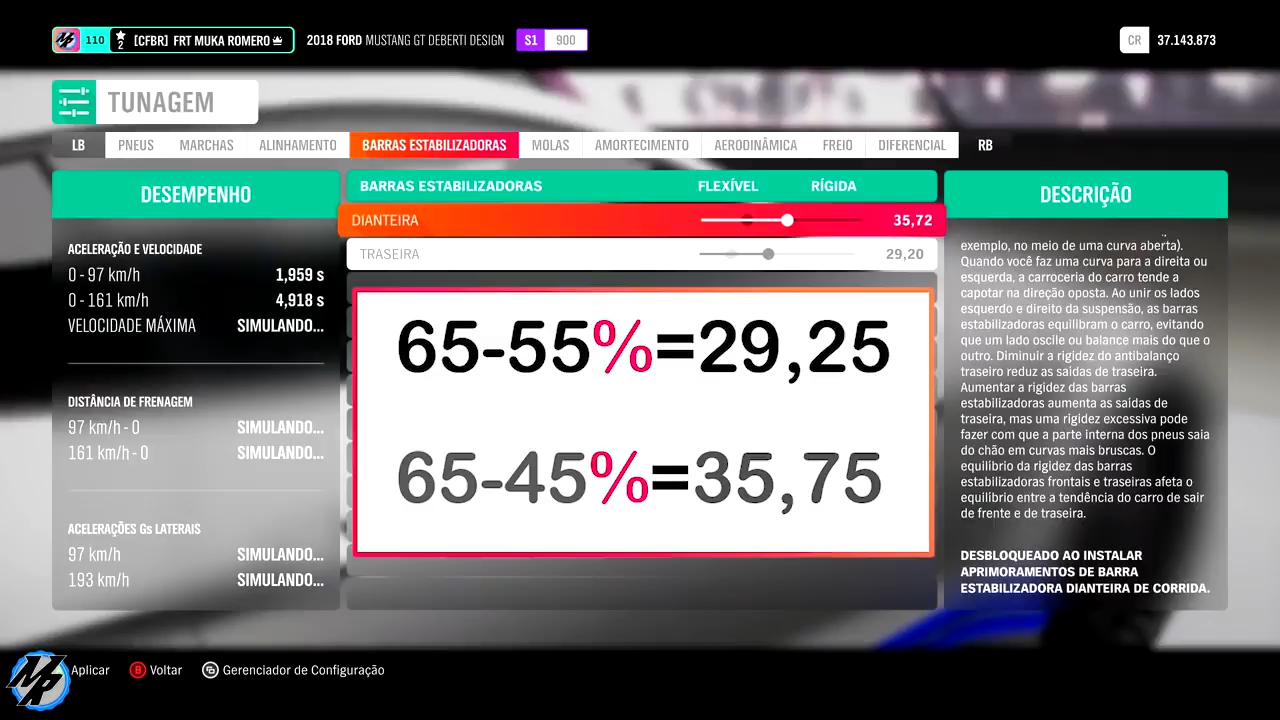 110 2 [CFBR] FRT MUKA ROMERO
2018 FORD MUSTANG GT DEBERTI DESIGN S1 900
CR 37.143.873
TUNAGEM
LB PNEUS MARCHAS ALINHAMENTO BARRAS ESTABILIZADORAS MOLAS AMORTECIMENTO AERODINÂMICA FREIO DIFERENCIAL RB
DESEMPENHO
ACELERAÇÃO E VELOCIDADE
0 - 97 km/h 1,959 s
0 - 161 km/h 4,918 s
VELOCIDADE MÁXIMA SIMULANDO...
DISTÂNCIA DE FRENAGEM
97 km/h - 0 SIMULANDO...
161 km/h - 0 SIMULANDO...
ACELERAÇÕES Gs LATERAIS
97 km/h SIMULANDO...
193 km/h SIMULANDO...
BARRAS ESTABILIZADORAS FLEXÍVEL RÍGIDA
DIANTEIRA 35,72
TRASEIRA 29,20
65-55%=29,25
65-45%=35,75
DESCRIÇÃO
exemplo, no meio de uma curva aberta).
Quando você faz uma curva para a direita ou
esquerda, a carroceria do carro tende a
capotar na direção oposta. Ao unir os lados
esquerdo e direito da suspensão, as barras
estabilizadoras equilibram o carro, evitando
que um lado oscile ou balance mais do que o
outro. Diminuir a rigidez do antibalanço
traseiro reduz as saídas de traseira.
Aumentar a rigidez das barras
estabilizadoras aumenta as saídas de
traseira, mas uma rigidez excessiva pode
fazer com que a parte interna dos pneus saia
do chão em curvas mais bruscas. O
equilíbrio da rigidez das barras
estabilizadoras frontais e traseiras afeta o
equilíbrio entre a tendência do carro de sair
de frente e de traseira.
DESBLOQUEADO AO INSTALAR
APRIMORAMENTOS DE BARRA
ESTABILIZADORA DIANTEIRA DE CORRIDA.
Aplicar B Voltar Gerenciador de Configuração